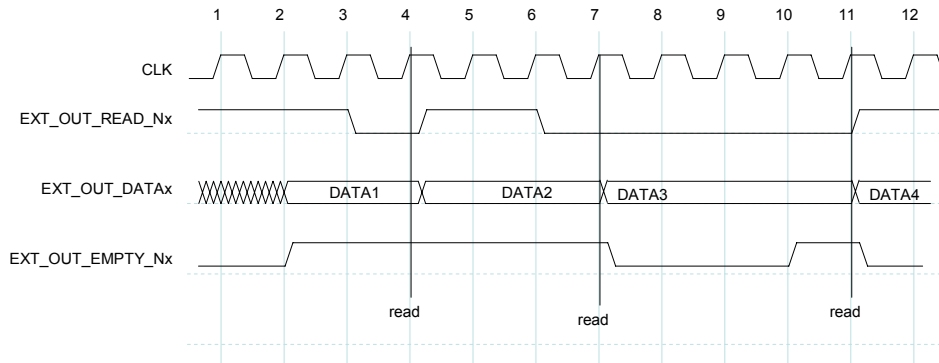 1 2 3 4 5 6 7 8 9 10 11 12
CLK
EXT_OUT_READ_Nx
EXT_OUT_DATAx DATA1 DATA2 DATA3 DATA4
EXT_OUT_EMPTY_Nx
read read read